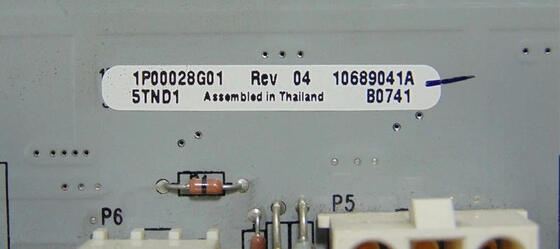 1P00028G01 Rev 04 10689041A
5TND1 Assembled in Thailand B0741
P6
P5